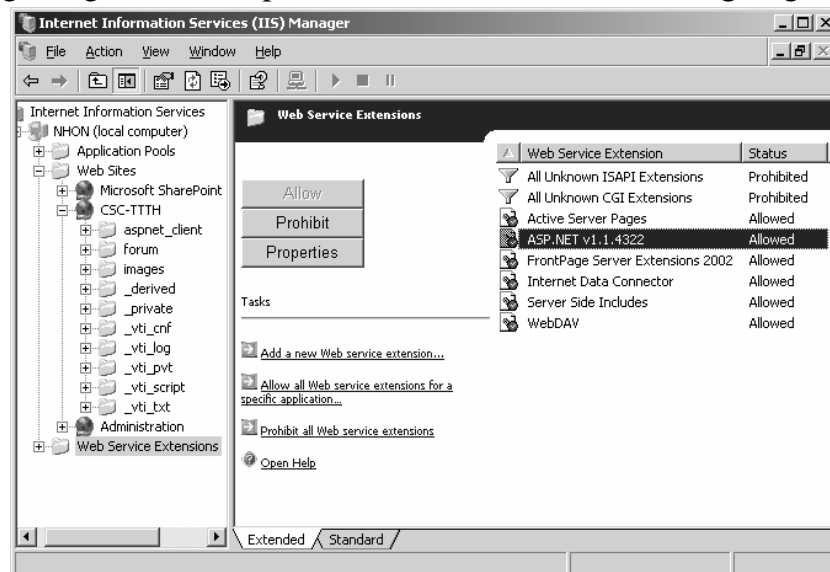 Internet Information Services (IIS) Manager
File Action View Window Help
Internet Information Services
NHON (local computer)
Application Pools
Web Sites
Microsoft SharePoint
CSC-TTTH
aspnet_client
forum
images
_derived
_private
_vti_cnf
_vti_log
_vti_pvt
_vti_script
_vti_txt
Administration
Web Service Extensions
Web Service Extensions
Allow
Prohibit
Properties
Tasks
Add a new Web service extension...
Allow all Web service extensions for a
specific application...
Prohibit all Web service extensions
Open Help
Web Service Extension Status
All Unknown ISAPI Extensions Prohibited
All Unknown CGI Extensions Prohibited
Active Server Pages Allowed
ASP.NET v1.1.4322 Allowed
FrontPage Server Extensions 2002 Allowed
Internet Data Connector Allowed
Server Side Includes Allowed
WebDAV Allowed
Extended Standard